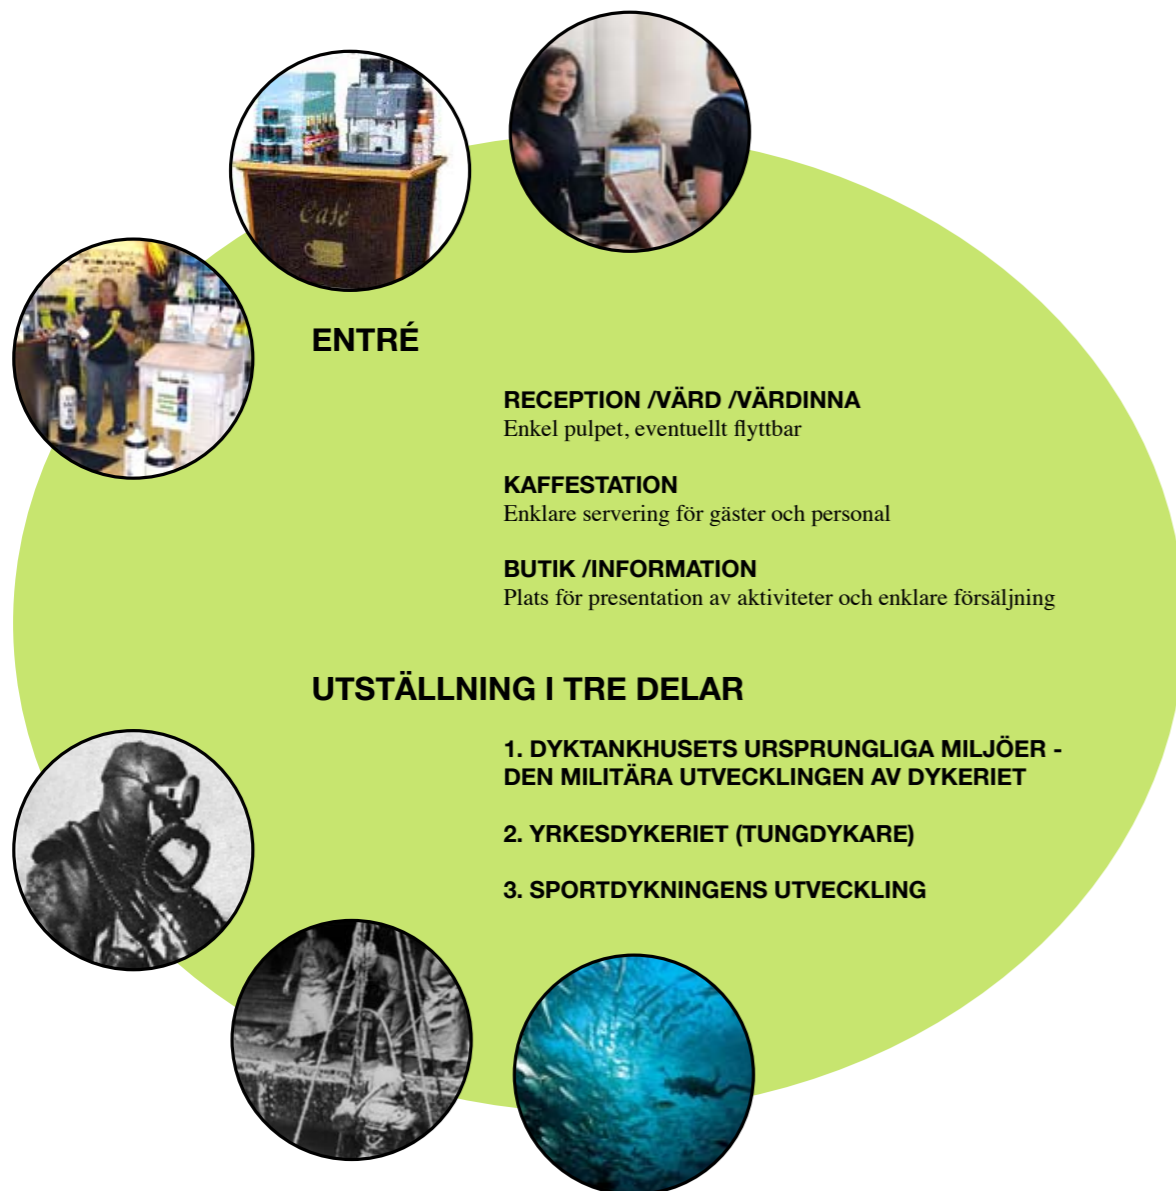 Café
ENTRÉ
RECEPTION /VÄRD /VÄRDINNA
Enkel pulpet, eventuellt flyttbar
KAFFESTATION
Enklare servering för gäster och personal
BUTIK /INFORMATION
Plats för presentation av aktiviteter och enklare försäljning
UTSTÄLLNING I TRE DELAR
1. DYKTANKHUSETS URSPRUNGLIGA MILJÖER -
DEN MILITÄRA UTVECKLINGEN AV DYKERIET
2. YRKESDYKERIET (TUNGDYKARE)
3. SPORTDYKNINGENS UTVECKLING